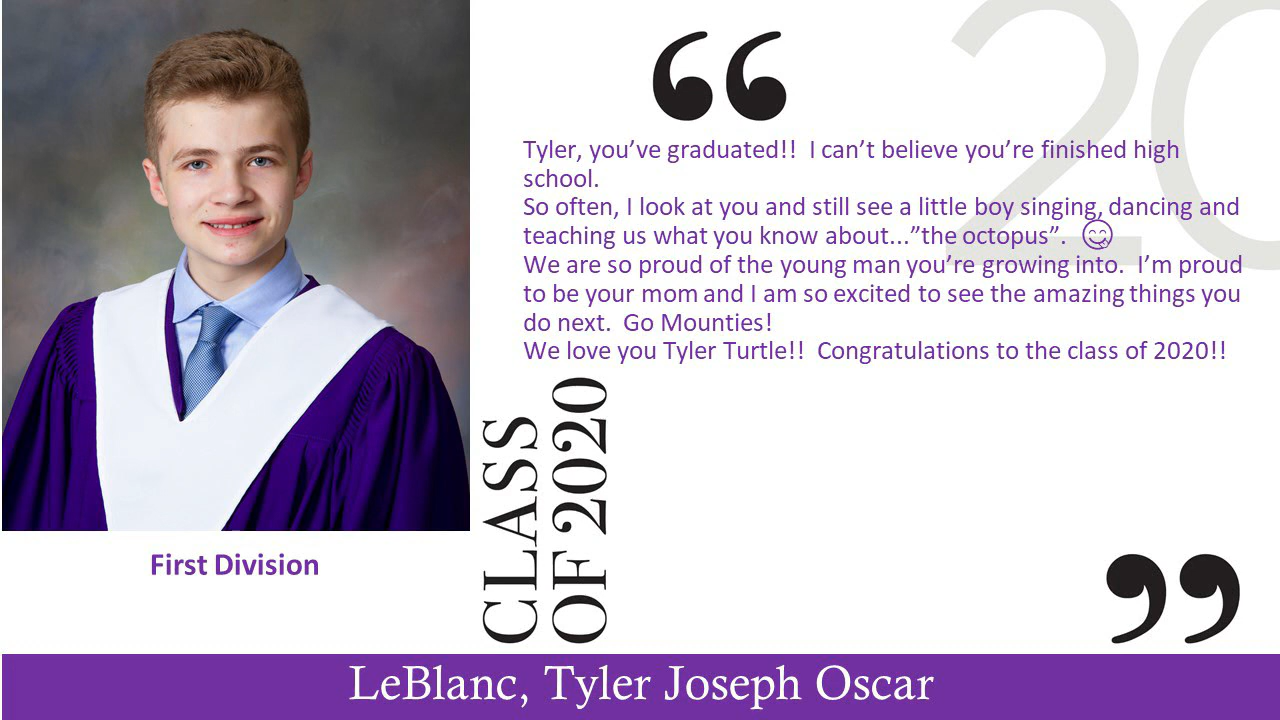 20
Tyler, you’ve graduated!!  I can’t believe you’re finished high
school.
So often, I look at you and still see a little boy singing, dancing and
teaching us what you know about...”the octopus”.  😋
We are so proud of the young man you’re growing into.  I’m proud
to be your mom and I am so excited to see the amazing things you
do next.  Go Mounties!
We love you Tyler Turtle!!  Congratulations to the class of 2020!!
CLASS
OF 2020
First Division
LeBlanc, Tyler Joseph Oscar